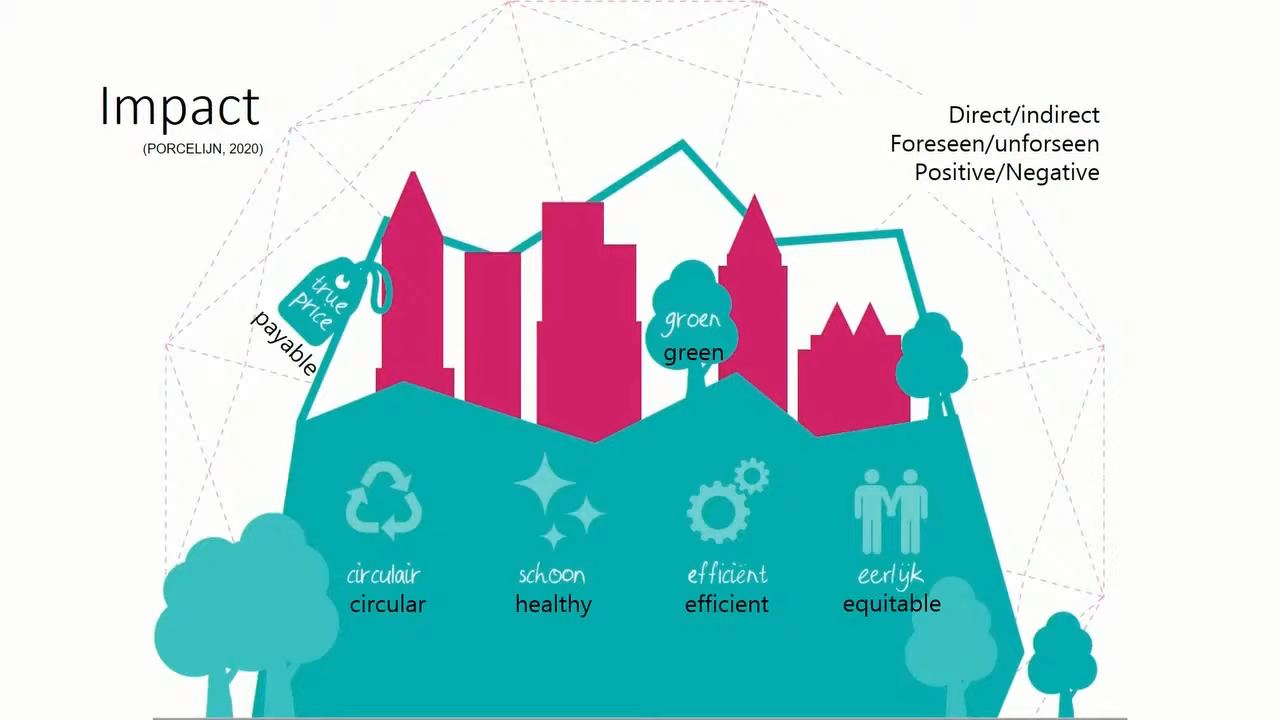 Impact
(PORCELIJN, 2020)
Direct/indirect
Foreseen/unforseen
Positive/Negative
true
price
payable
groen
green
circulair
circular
schoon
healthy
efficiënt
efficient
eerlijk
equitable